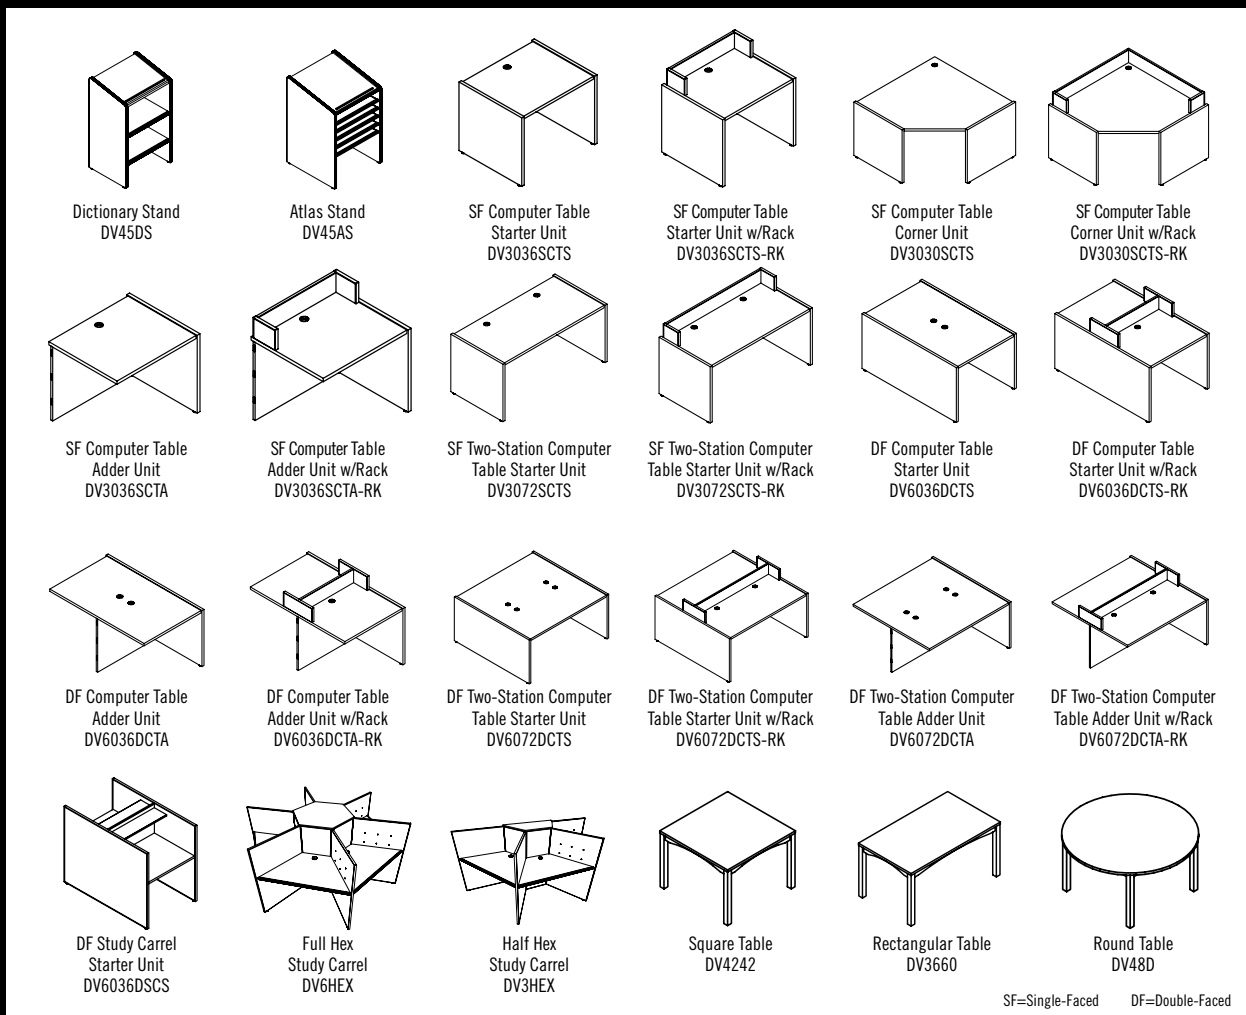 Dictionary Stand
DV45DS
Atlas Stand
DV45AS
SF Computer Table
Starter Unit
DV3036SCTS
SF Computer Table
Starter Unit w/Rack
DV3036SCTS-RK
SF Computer Table
Corner Unit
DV3030SCTS
SF Computer Table
Corner Unit w/Rack
DV3030SCTS-RK
SF Computer Table
Adder Unit
DV3036SCTA
SF Computer Table
Adder Unit w/Rack
DV3036SCTA-RK
SF Two-Station Computer
Table Starter Unit
DV3072SCTS
SF Two-Station Computer
Table Starter Unit w/Rack
DV3072SCTS-RK
DF Computer Table
Starter Unit
DV6036DCTS
DF Computer Table
Starter Unit w/Rack
DV6036DCTS-RK
DF Computer Table
Adder Unit
DV6036DCTA
DF Computer Table
Adder Unit w/Rack
DV6036DCTA-RK
DF Two-Station Computer
Table Starter Unit
DV6072DCTS
DF Two-Station Computer
Table Starter Unit w/Rack
DV6072DCTS-RK
DF Two-Station Computer
Table Adder Unit
DV6072DCTA
DF Two-Station Computer
Table Adder Unit w/Rack
DV6072DCTA-RK
DF Study Carrel
Starter Unit
DV6036DSCS
Full Hex
Study Carrel
DV6HEX
Half Hex
Study Carrel
DV3HEX
Square Table
DV4242
Rectangular Table
DV3660
Round Table
DV48D
SF=Single-Faced DF=Double-Faced